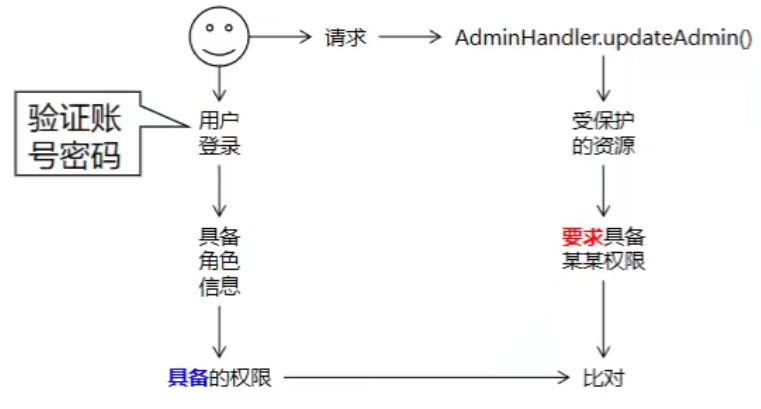 请求
AdminHandler.updateAdmin()
验证账
号密码
用户
登录
受保护
的资源
具备
角色
信息
要求具备
某某权限
具备的权限
比对